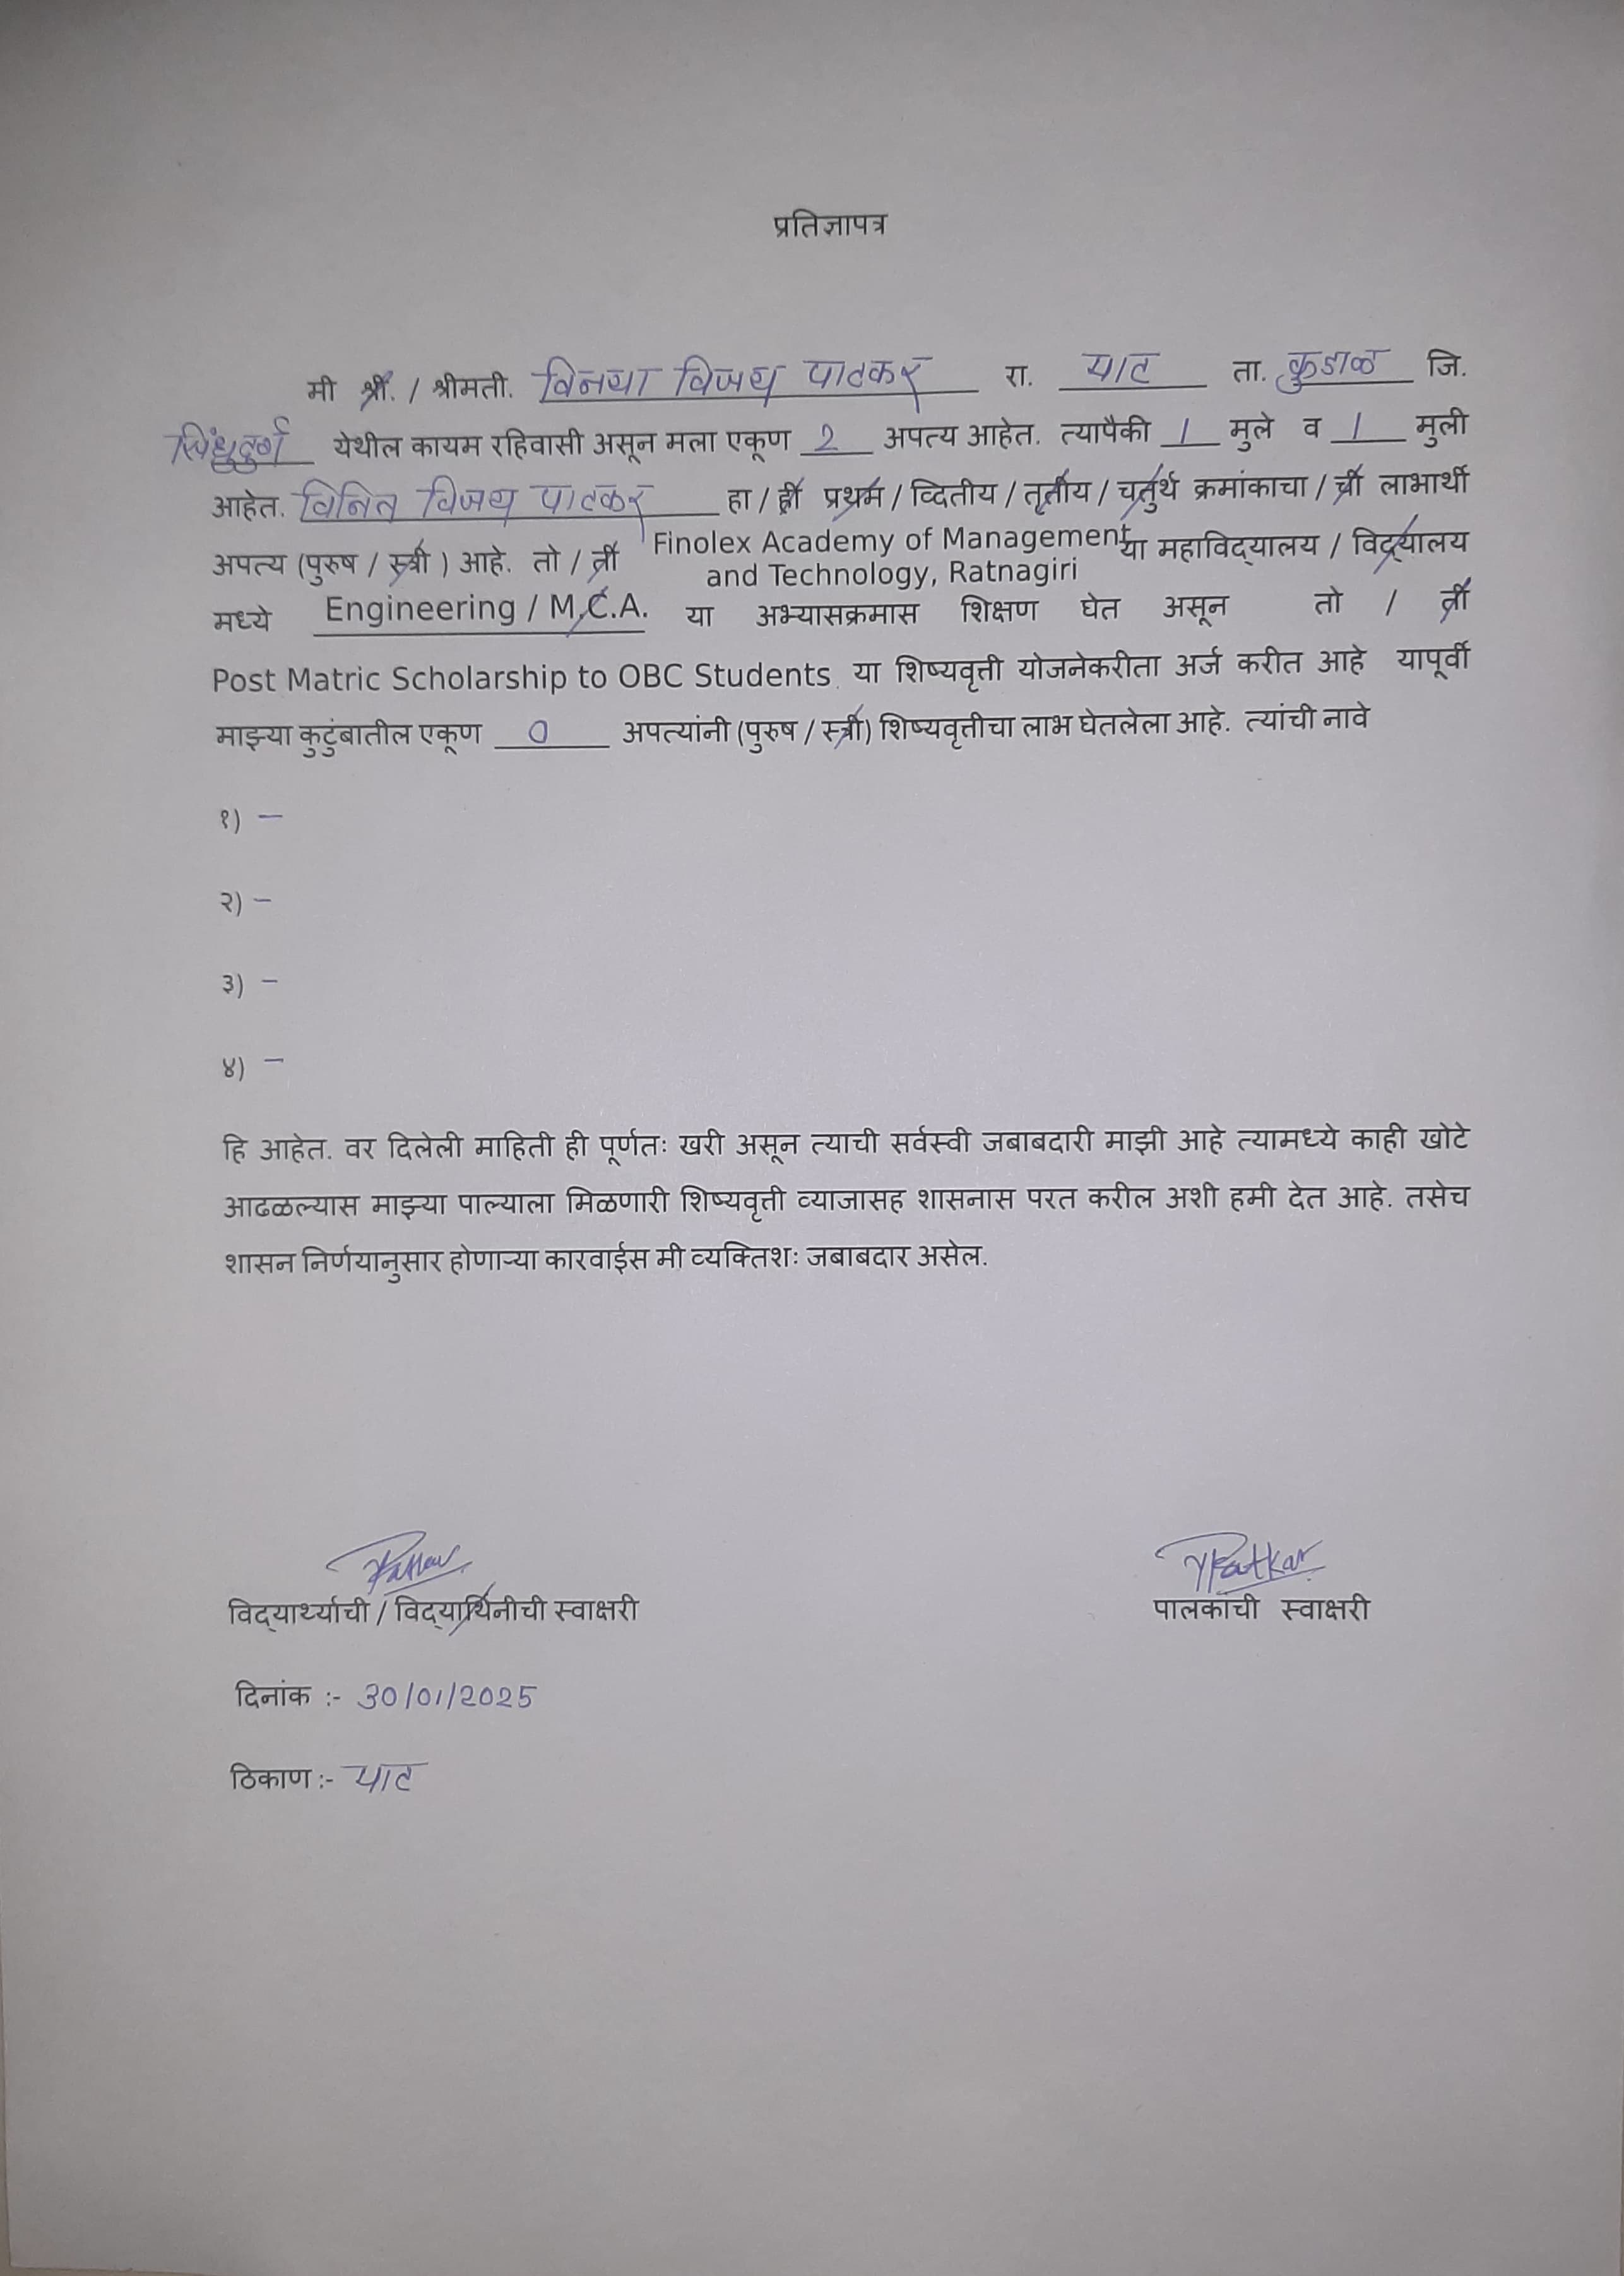 प्रतिज्ञापत्र
मी श्री. / श्रीमती. विनया विजय पाटकर रा. पाट ता. कुडाळ जि.
सिंधुदुर्ग येथील कायम रहिवासी असून मला एकूण 2 अपत्य आहेत. त्यापैकी 1 मुले व 1 मुली
आहेत. विनित विजय पाटकर हा / ही प्रथम / व्दितीय / तृतीय / चतुर्थ क्रमांकाचा / ची लाभार्थी
अपत्य (पुरुष / स्त्री ) आहे. तो / ती Finolex Academy of Management या महाविद्यालय / विद्यालय
and Technology, Ratnagiri
मध्ये Engineering / M.C.A. या अभ्यासक्रमास शिक्षण घेत असून तो / ती
Post Matric Scholarship to OBC Students. या शिष्यवृत्ती योजनेकरीता अर्ज करीत आहे यापूर्वी
माझ्या कुटुंबातील एकूण 0 अपत्यांनी (पुरुष / स्त्री) शिष्यवृत्तीचा लाभ घेतलेला आहे. त्यांची नावे
१) –
२) –
३) –
४) –
हि आहेत. वर दिलेली माहिती ही पूर्णतः खरी असून त्याची सर्वस्वी जबाबदारी माझी आहे त्यामध्ये काही खोटे
आढळल्यास माझ्या पाल्याला मिळणारी शिष्यवृत्ती व्याजासह शासनास परत करील अशी हमी देत आहे. तसेच
शासन निर्णयानुसार होणाऱ्या कारवाईस मी व्यक्तिशः जबाबदार असेल.
विद्यार्थ्याची / विद्यार्थिनीची स्वाक्षरी पालकाची स्वाक्षरी
दिनांक :- 30/01/2025
ठिकाण :- पाट